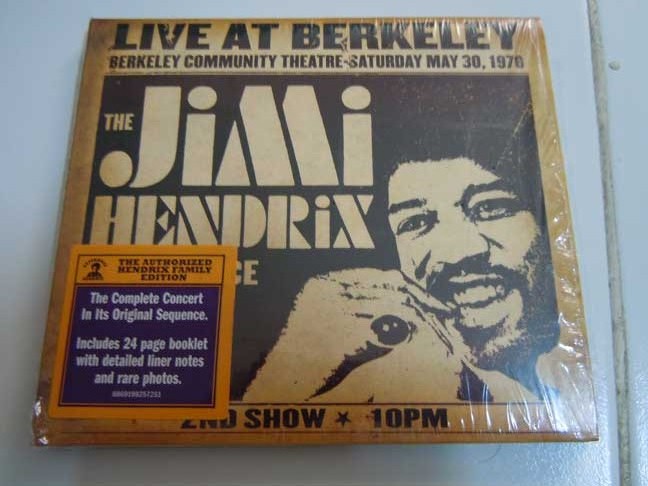 LIVE AT BERKELEY
BERKELEY COMMUNITY THEATRE-SATURDAY MAY 30, 1970
THE
JiMi
HENDRiX
CE
THE AUTHORIZED
HENDRIX FAMILY
EDITION
The Complete Concert
In Its Original Sequence.
Includes 24 page booklet
with detailed liner notes
and rare photos.
2ND SHOW ★ 10PM